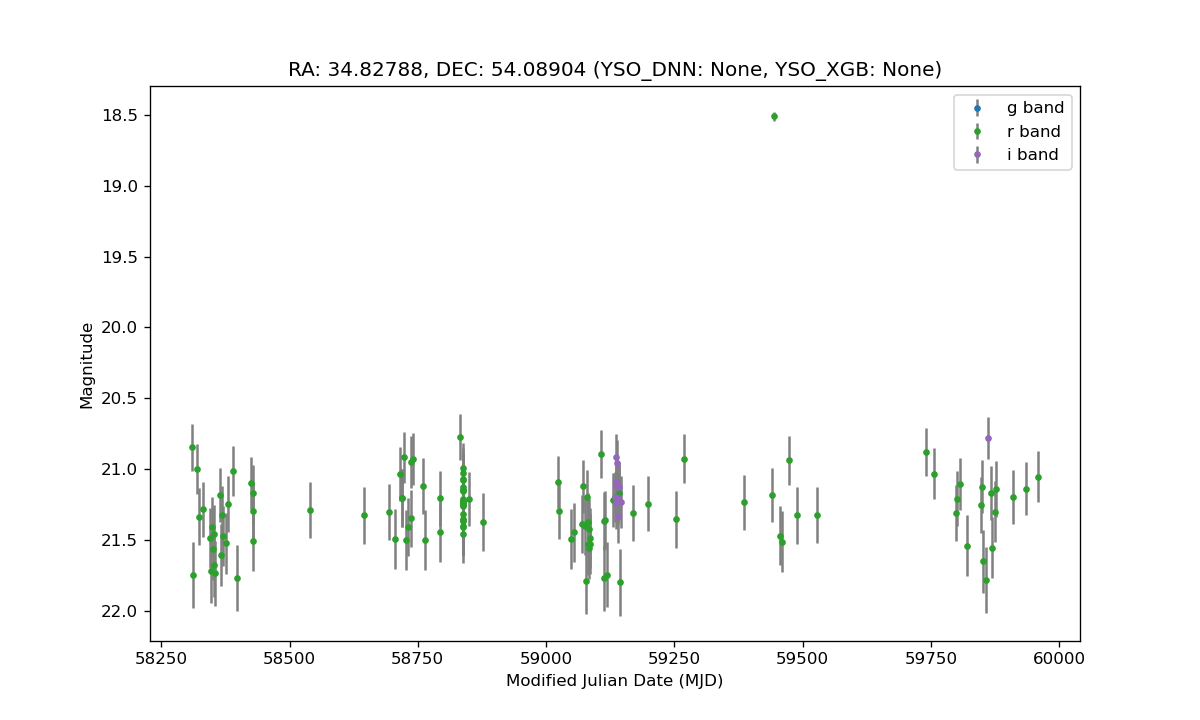 RA: 34.82788, DEC: 54.08904 (YSO_DNN: None, YSO_XGB: None)
g band
r band
i band
18.5
19.0
19.5
20.0
20.5
21.0
21.5
22.0
Magnitude
58250
58500
58750
59000
59250
59500
59750
60000
Modified Julian Date (MJD)